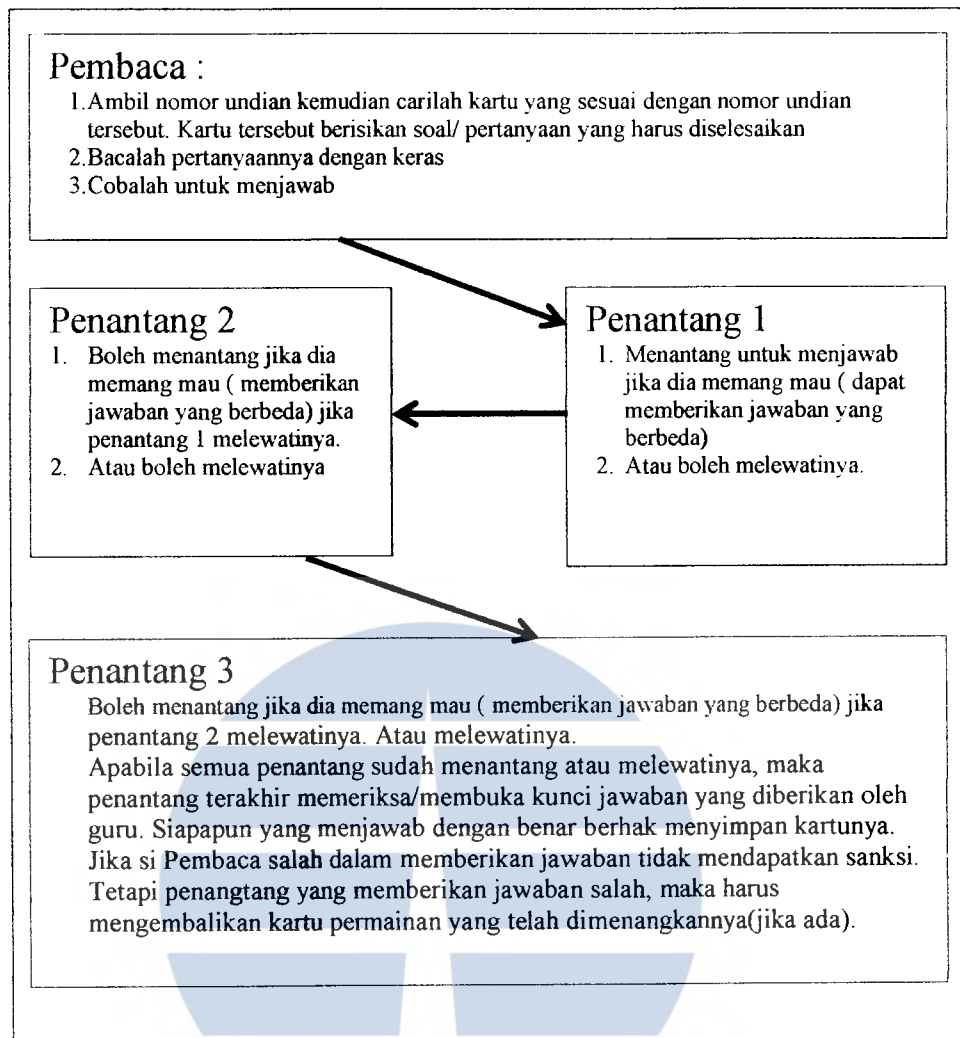 Pembaca :
1.Ambil nomor undian kemudian carilah kartu yang sesuai dengan nomor undian
tersebut. Kartu tersebut berisikan soal/ pertanyaan yang harus diselesaikan
2.Bacalah pertanyaannya dengan keras
3.Cobalah untuk menjawab
Penantang 1
1. Menantang untuk menjawab
jika dia memang mau ( dapat
memberikan jawaban yang
berbeda)
2. Atau boleh melewatinya.
Penantang 2
1. Boleh menantang jika dia
memang mau ( memberikan
jawaban yang berbeda) jika
penantang 1 melewatinya.
2. Atau boleh melewatinya
Penantang 3
Boleh menantang jika dia memang mau ( memberikan jawaban yang berbeda) jika
penantang 2 melewatinya. Atau melewatinya.
Apabila semua penantang sudah menantang atau melewatinya, maka
penantang terakhir memeriksa/membuka kunci jawaban yang diberikan oleh
guru. Siapapun yang menjawab dengan benar berhak menyimpan kartunya.
Jika si Pembaca salah dalam memberikan jawaban tidak mendapatkan sanksi.
Tetapi penangtang yang memberikan jawaban salah, maka harus
mengembalikan kartu permainan yang telah dimenangkannya(jika ada).